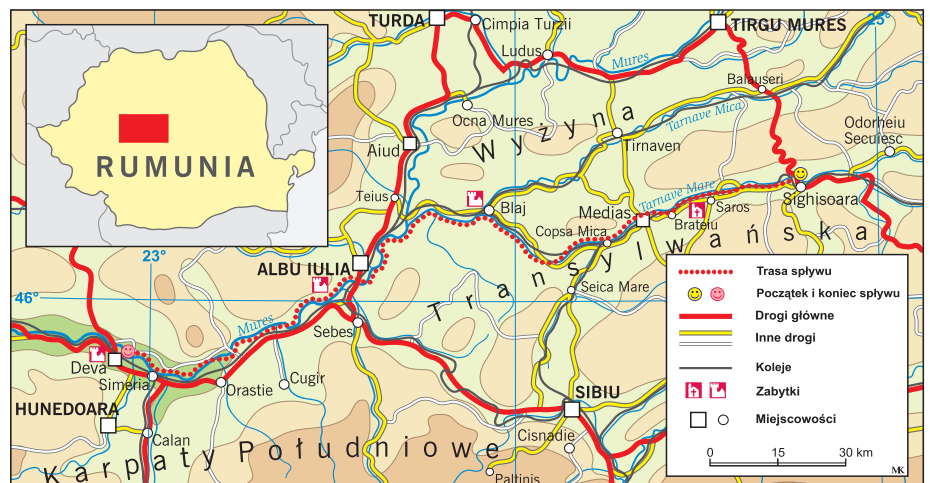 TURDA
Cimpia Turzii
TIRGU MURES
25°
Ludus
Mures
Balauseri
Ocna Mures
Tarnave Mica
Odorheiu
Secuiesc
Wyżyna
Tirnaven
Aiud
RUMUNIA
Teius
Blaj
Tarnave Mare
Sighisoara
Medias
Saros
Brateiu
Copsa Mica
Transylwańska
23°
ALBU IULIA
46°
Seica Mare
Mures
Sebes
Deva
Simeria
Orastie
Cugir
HUNEDOARA
SIBIU
Calan
Cisnadie
Karpaty Południowe
Paltinis
Trasa spływu
Początek i koniec spływu
Drogi główne
Inne drogi
Koleje
Zabytki
Miejscowości
0 15 30 km
MK